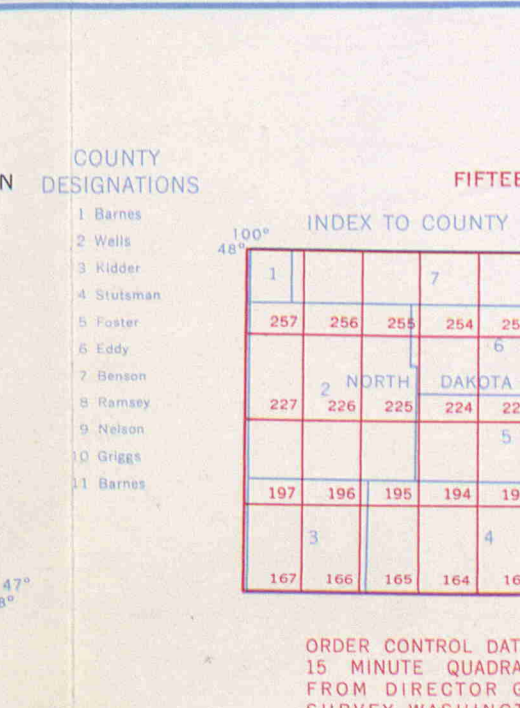 N
COUNTY
DESIGNATIONS
1 Barnes
2 Wells
3 Kidder
4 Stutsman
5 Foster
6 Eddy
7 Benson
8 Ramsey
9 Nelson
10 Griggs
11 Barnes
47°
8°
FIFTEE
INDEX TO COUNTY
100°
48°
1 7
257 256 255 254 25
6
NORTH DAKOTA
2
227 226 225 224 22
5
197 196 195 194 19
3 4
167 166 165 164 16
ORDER CONTROL DAT
15 MINUTE QUADRA
FROM DIRECTOR G
SURVEY WASHINGT